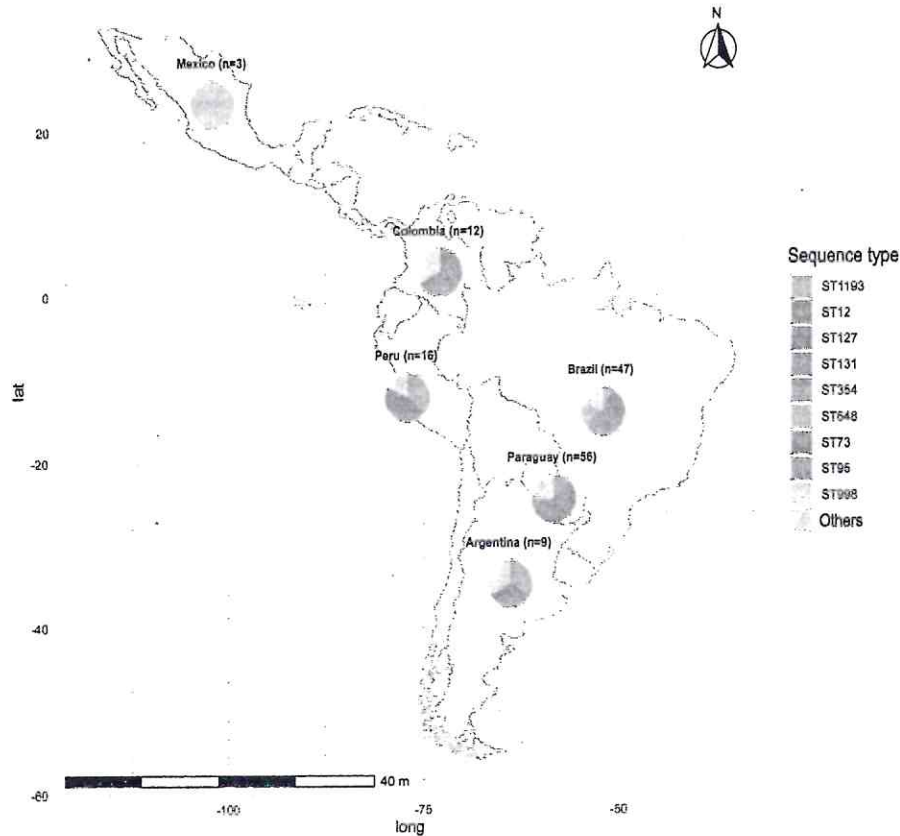 N
Mexico (n=3)
20
Colombia (n=12)
Sequence type
ST1193
ST12
0
ST127
ST131
Peru (n=16)
Brazil (n=47)
ST354
lat
ST648
ST73
-20
Paraguay (n=56)
ST95
ST998
Others
Argentina (n=9)
-40
40 m
-60
-100
-75
-50
long